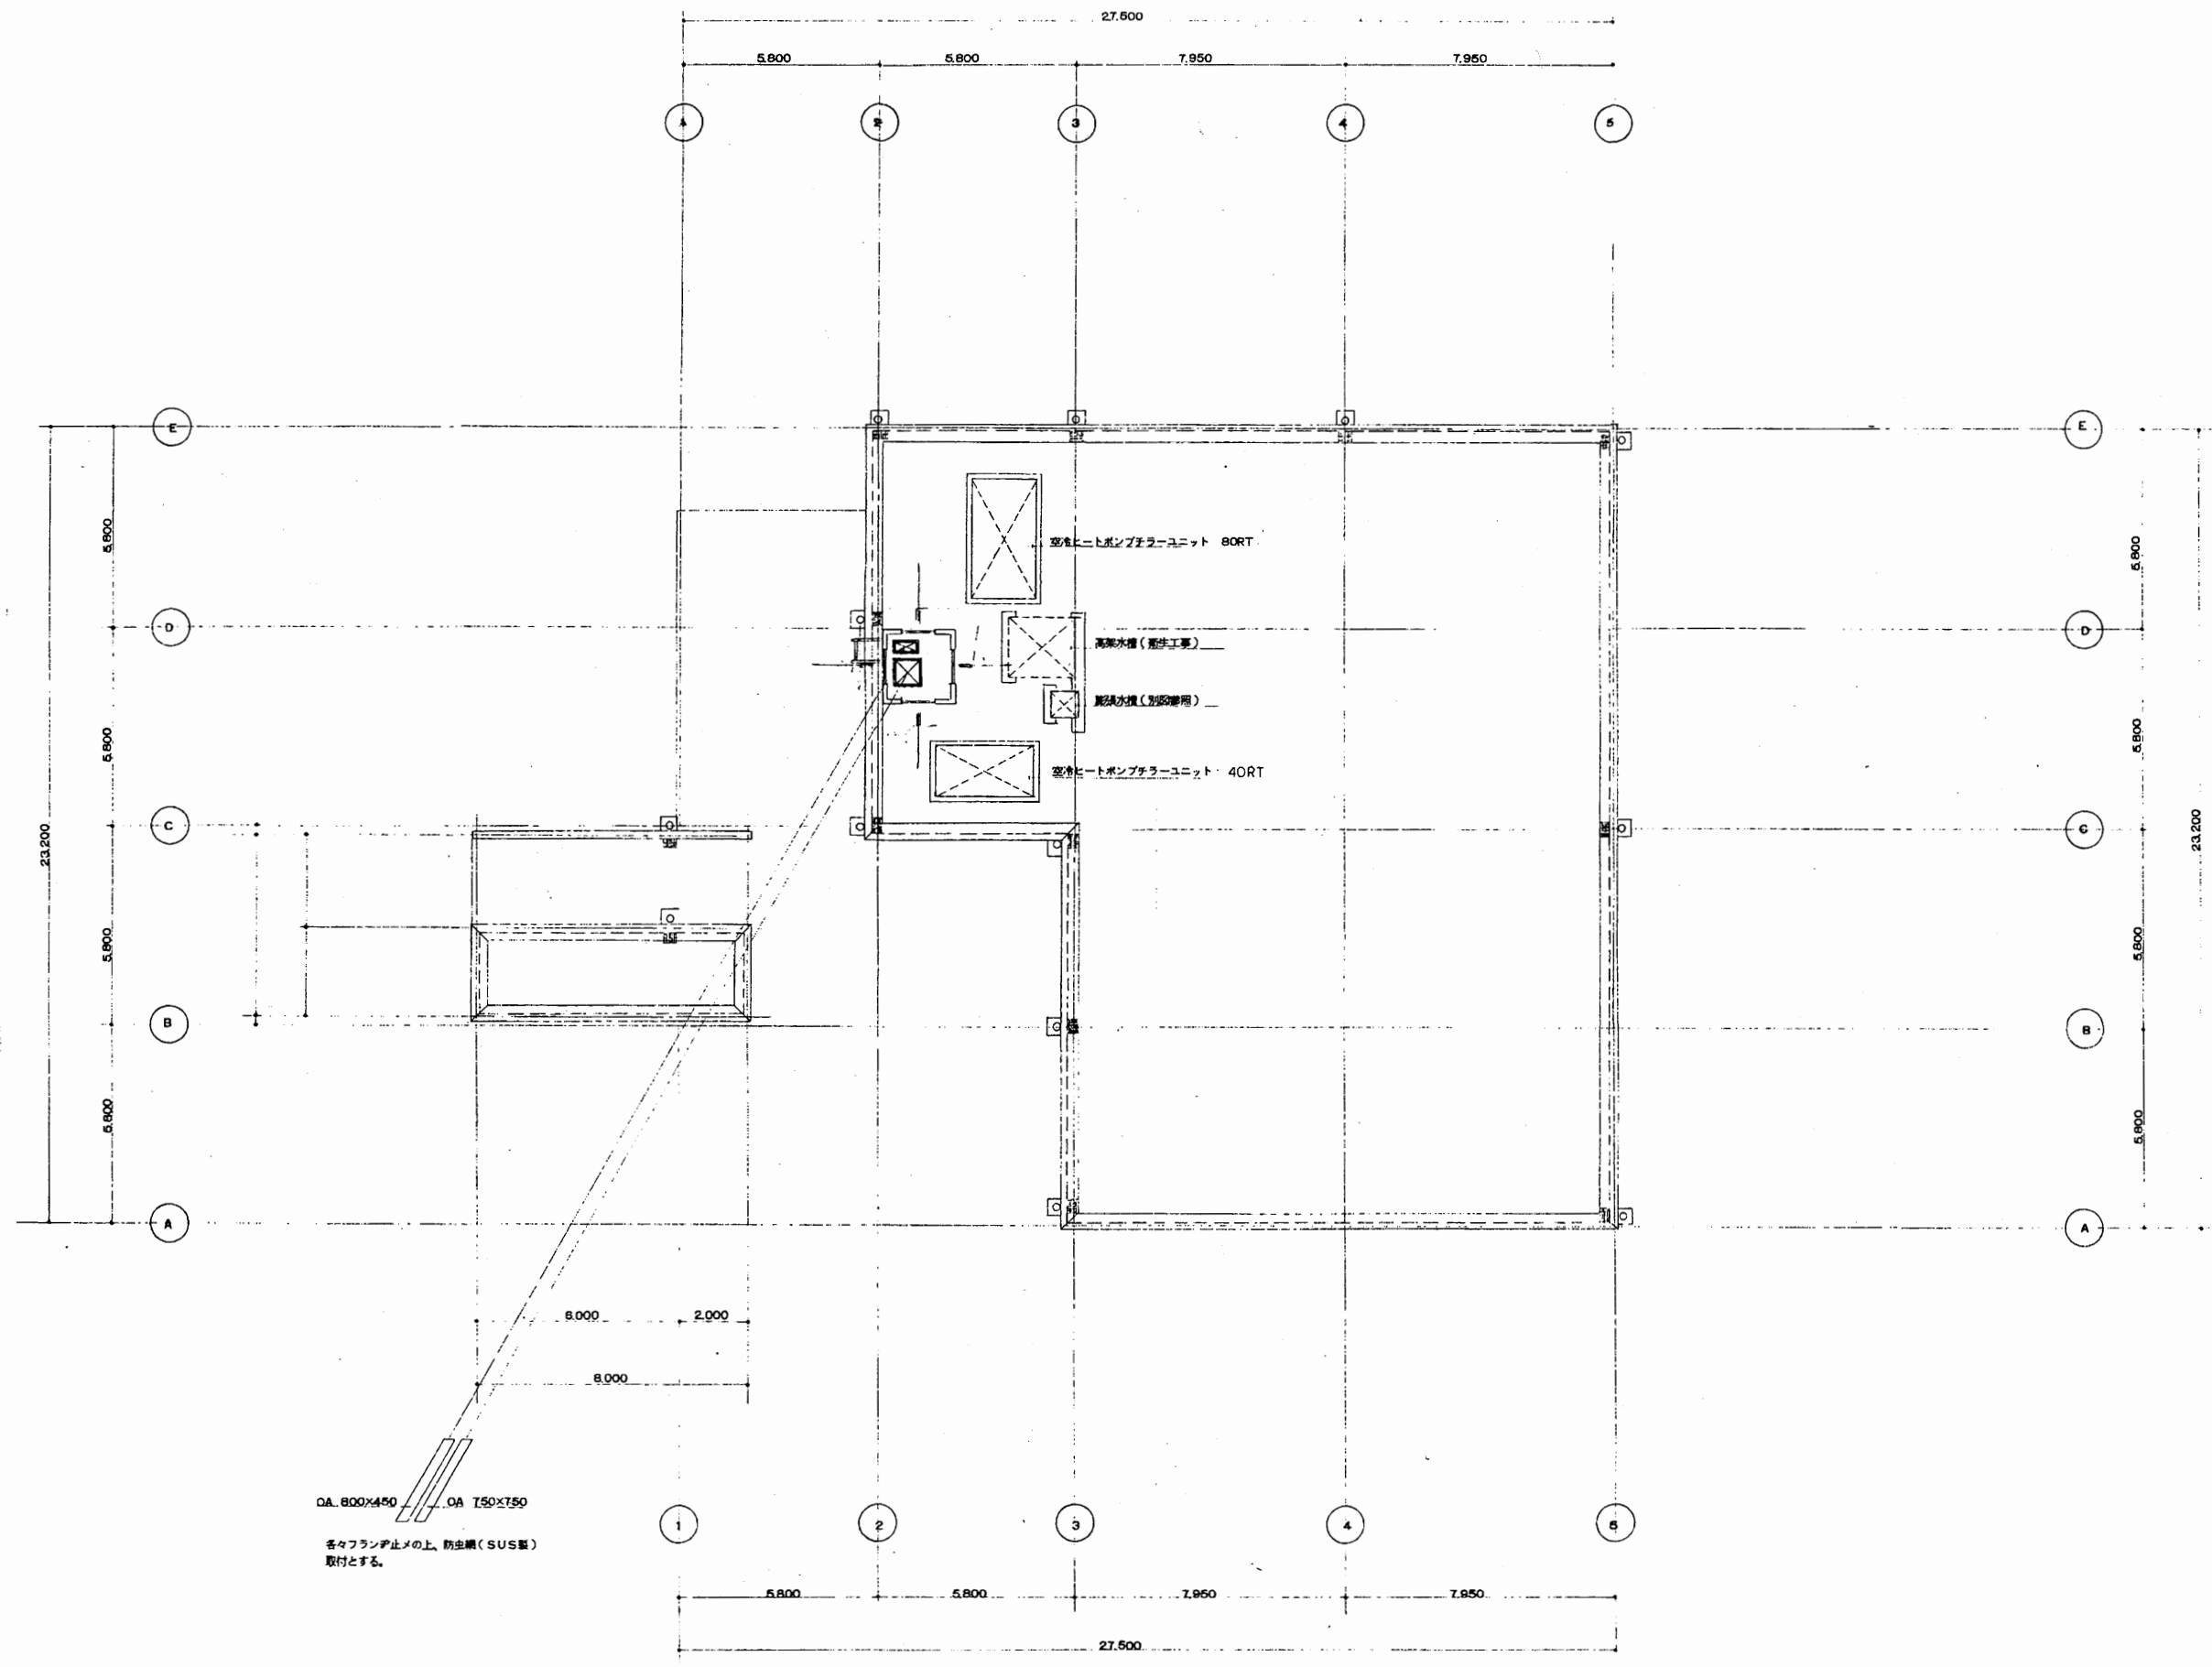 27.500
5.800 5.800 7.950 7.950
1 2 3 4 5
E E
5.800 5.800
空冷ヒートポンプチラーユニット 80RT
D D
高架水槽(衛生工事)
膨張水槽(別図参照)
5.800 5.800
空冷ヒートポンプチラーユニット 40RT
C C
23.200 23.200
5.800 5.800
B B
5.800 5.800
A A
6.000 2.000
8.000
OA 800×450 OA 750×750
1 2 3 4 5
各々フランヂ止メの上、防虫網(SUS製)
取付とする。
5.800 5.800 7.950 7.950
27.500